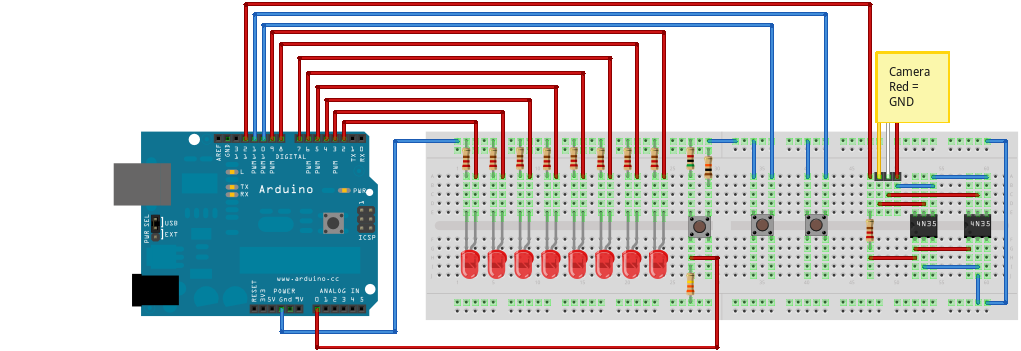 Camera
Red =
GND
AREF
GND
13
12
11
10
9
8
7
6
5
4
3
2
1
0
PWM
PWM
PWM
PWM
PWM
PWM
TX
RX
DIGITAL
L
TX
RX
Arduino
PWR
1
ICSP
PWR SEL
USB
EXT
www.arduino.cc
POWER
ANALOG IN
RESET
3V3
5V
Gnd
9V
0
1
2
3
4
5
4N35
4N35